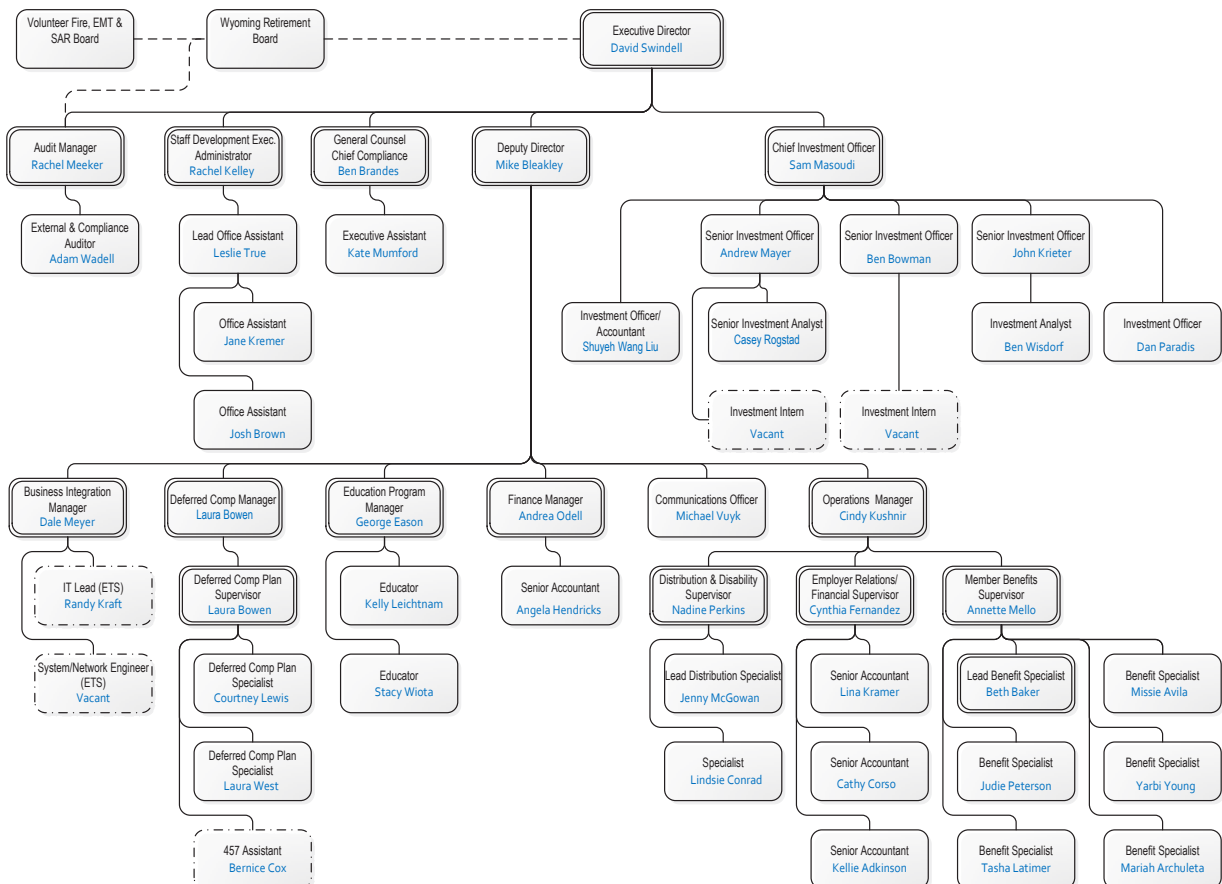 Volunteer Fire, EMT &
SAR Board
Wyoming Retirement
Board
Executive Director
David Swindell
Audit Manager
Rachel Meeker
Staff Development Exec.
Administrator
Rachel Kelley
General Counsel
Chief Compliance
Ben Brandes
Deputy Director
Mike Bleakley
Chief Investment Officer
Sam Masoudi
External & Compliance
Auditor
Adam Wadell
Lead Office Assistant
Leslie True
Executive Assistant
Kate Mumford
Senior Investment Officer
Andrew Mayer
Senior Investment Officer
Ben Bowman
Senior Investment Officer
John Krieter
Office Assistant
Jane Kremer
Investment Officer/
Accountant
Shuyeh Wang Liu
Senior Investment Analyst
Casey Rogstad
Investment Analyst
Ben Wisdorf
Investment Officer
Dan Paradis
Office Assistant
Josh Brown
Investment Intern
Vacant
Investment Intern
Vacant
Business Integration
Manager
Dale Meyer
Deferred Comp Manager
Laura Bowen
Education Program
Manager
George Eason
Finance Manager
Andrea Odell
Communications Officer
Michael Vuyk
Operations Manager
Cindy Kushnir
IT Lead (ETS)
Randy Kraft
Deferred Comp Plan
Supervisor
Laura Bowen
Educator
Kelly Leichtnam
Senior Accountant
Angela Hendricks
Distribution & Disability
Supervisor
Nadine Perkins
Employer Relations/
Financial Supervisor
Cynthia Fernandez
Member Benefits
Supervisor
Annette Mello
System/Network Engineer
(ETS)
Vacant
Deferred Comp Plan
Specialist
Courtney Lewis
Educator
Stacy Wiota
Lead Distribution Specialist
Jenny McGowan
Senior Accountant
Lina Kramer
Lead Benefit Specialist
Beth Baker
Benefit Specialist
Missie Avila
Deferred Comp Plan
Specialist
Laura West
Specialist
Lindsie Conrad
Senior Accountant
Cathy Corso
Benefit Specialist
Judie Peterson
Benefit Specialist
Yarbi Young
457 Assistant
Bernice Cox
Senior Accountant
Kellie Adkinson
Benefit Specialist
Tasha Latimer
Benefit Specialist
Mariah Archuleta